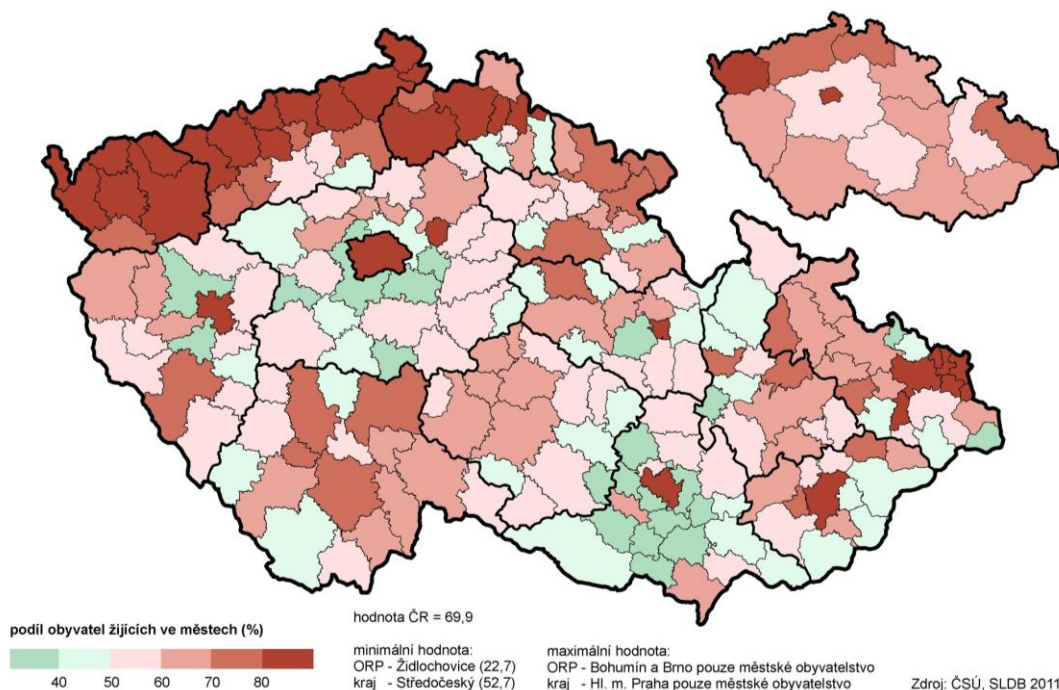 hodnota ČR = 69,9
podíl obyvatel žijících ve městech (%)
40 50 60 70 80
minimální hodnota:
ORP - Židlochovice (22,7)
kraj - Středočeský (52,7)
maximální hodnota:
ORP - Bohumín a Brno pouze městské obyvatelstvo
kraj - Hl. m. Praha pouze městské obyvatelstvo
Zdroj: ČSÚ, SLDB 2011